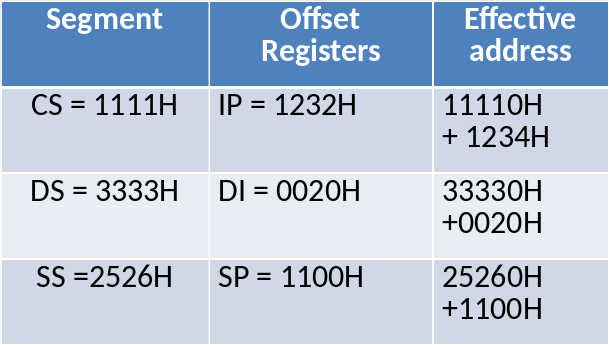 Segment
Offset
Registers
Effective
address
CS = 1111H
IP = 1232H
11110H
+ 1234H
DS = 3333H
DI = 0020H
33330H
+0020H
SS =2526H
SP = 1100H
25260H
+1100H